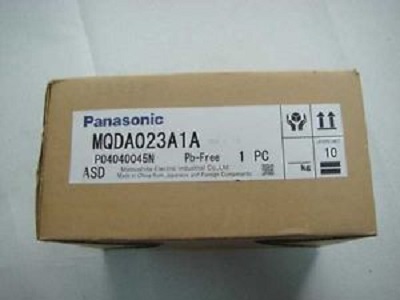 Panasonic
MQDA023A1A
P04040045N Pb-Free 1 PC
ASD Matsushita Electric Industrial Co.,Ltd.
Made in China from Japanese and Foreign Components
kg
10